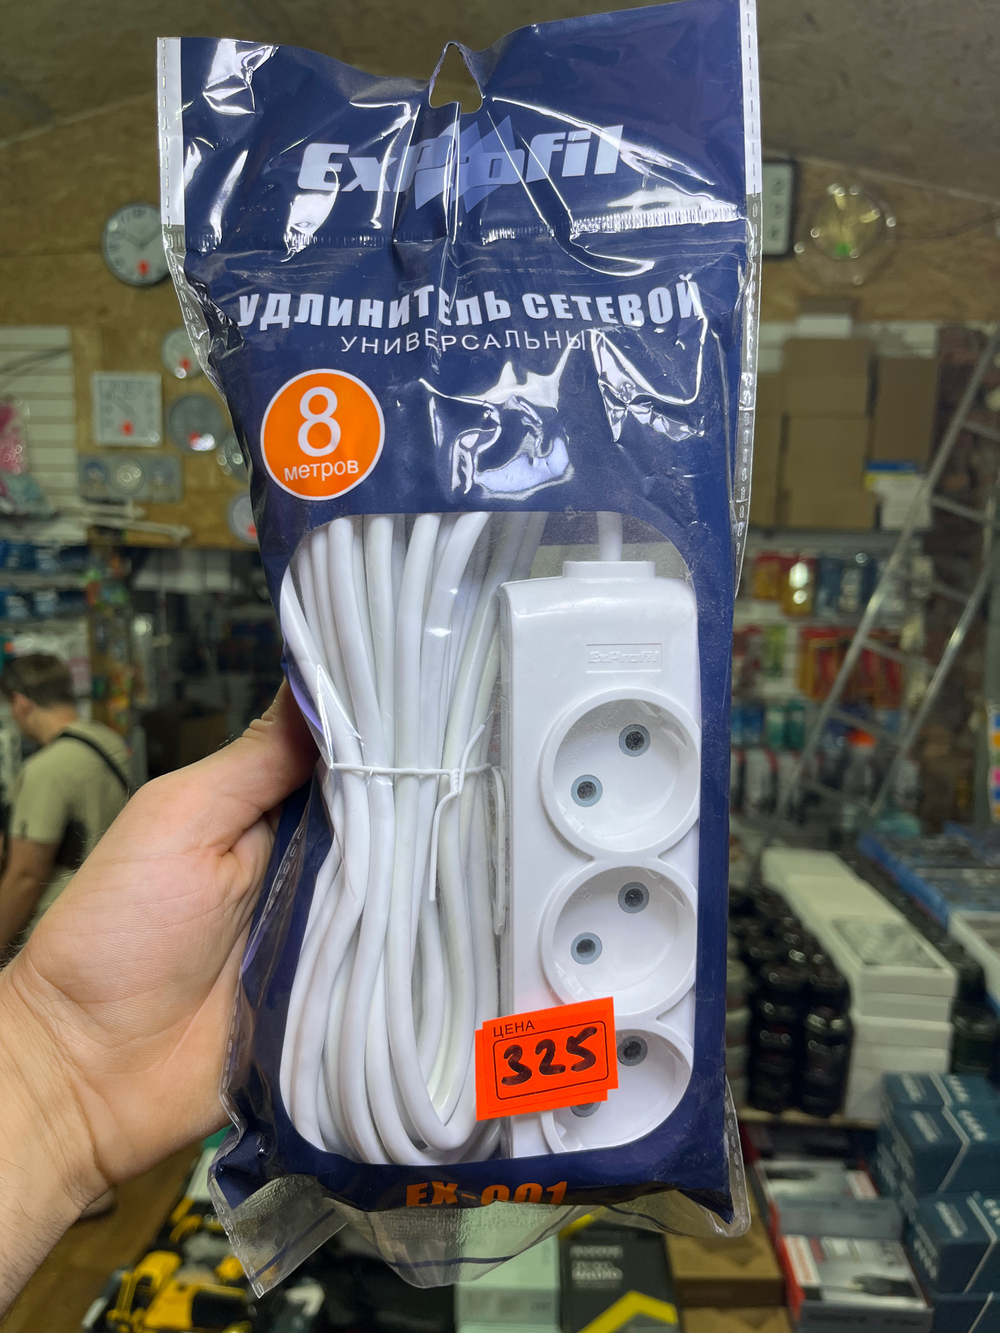 ExProfil
УДЛИНИТЕЛЬ СЕТЕВОЙ
УНИВЕРСАЛЬНЫЙ
8
метров
ExProfil
ЦЕНА
325
EX-001